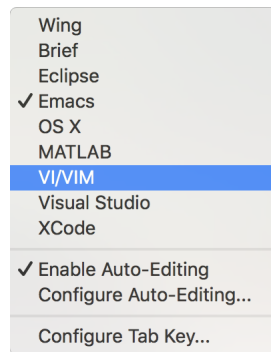 Wing
Brief
Eclipse
✓ Emacs
OS X
MATLAB
VI/VIM
Visual Studio
XCode
✓ Enable Auto-Editing
Configure Auto-Editing...
Configure Tab Key...